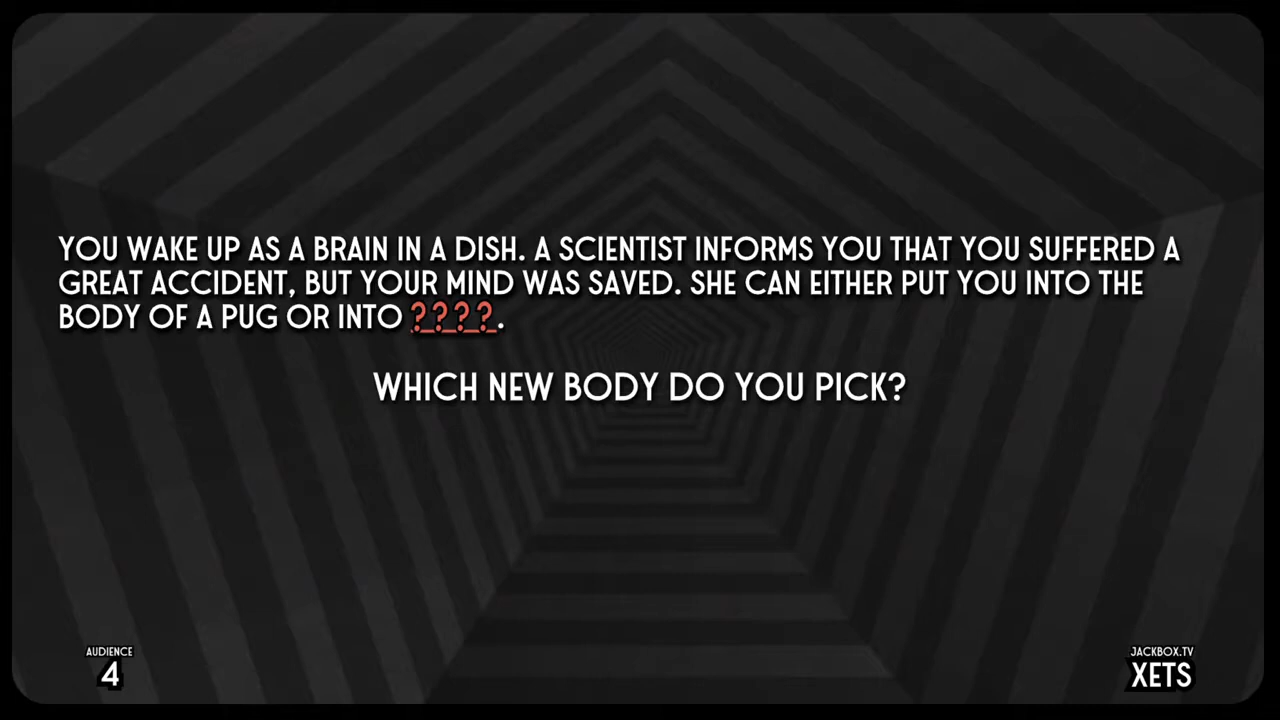 YOU WAKE UP AS A BRAIN IN A DISH. A SCIENTIST INFORMS YOU THAT YOU SUFFERED A
GREAT ACCIDENT, BUT YOUR MIND WAS SAVED. SHE CAN EITHER PUT YOU INTO THE
BODY OF A PUG OR INTO ????.
WHICH NEW BODY DO YOU PICK?
AUDIENCE
4
JACKBOX.TV
XETS